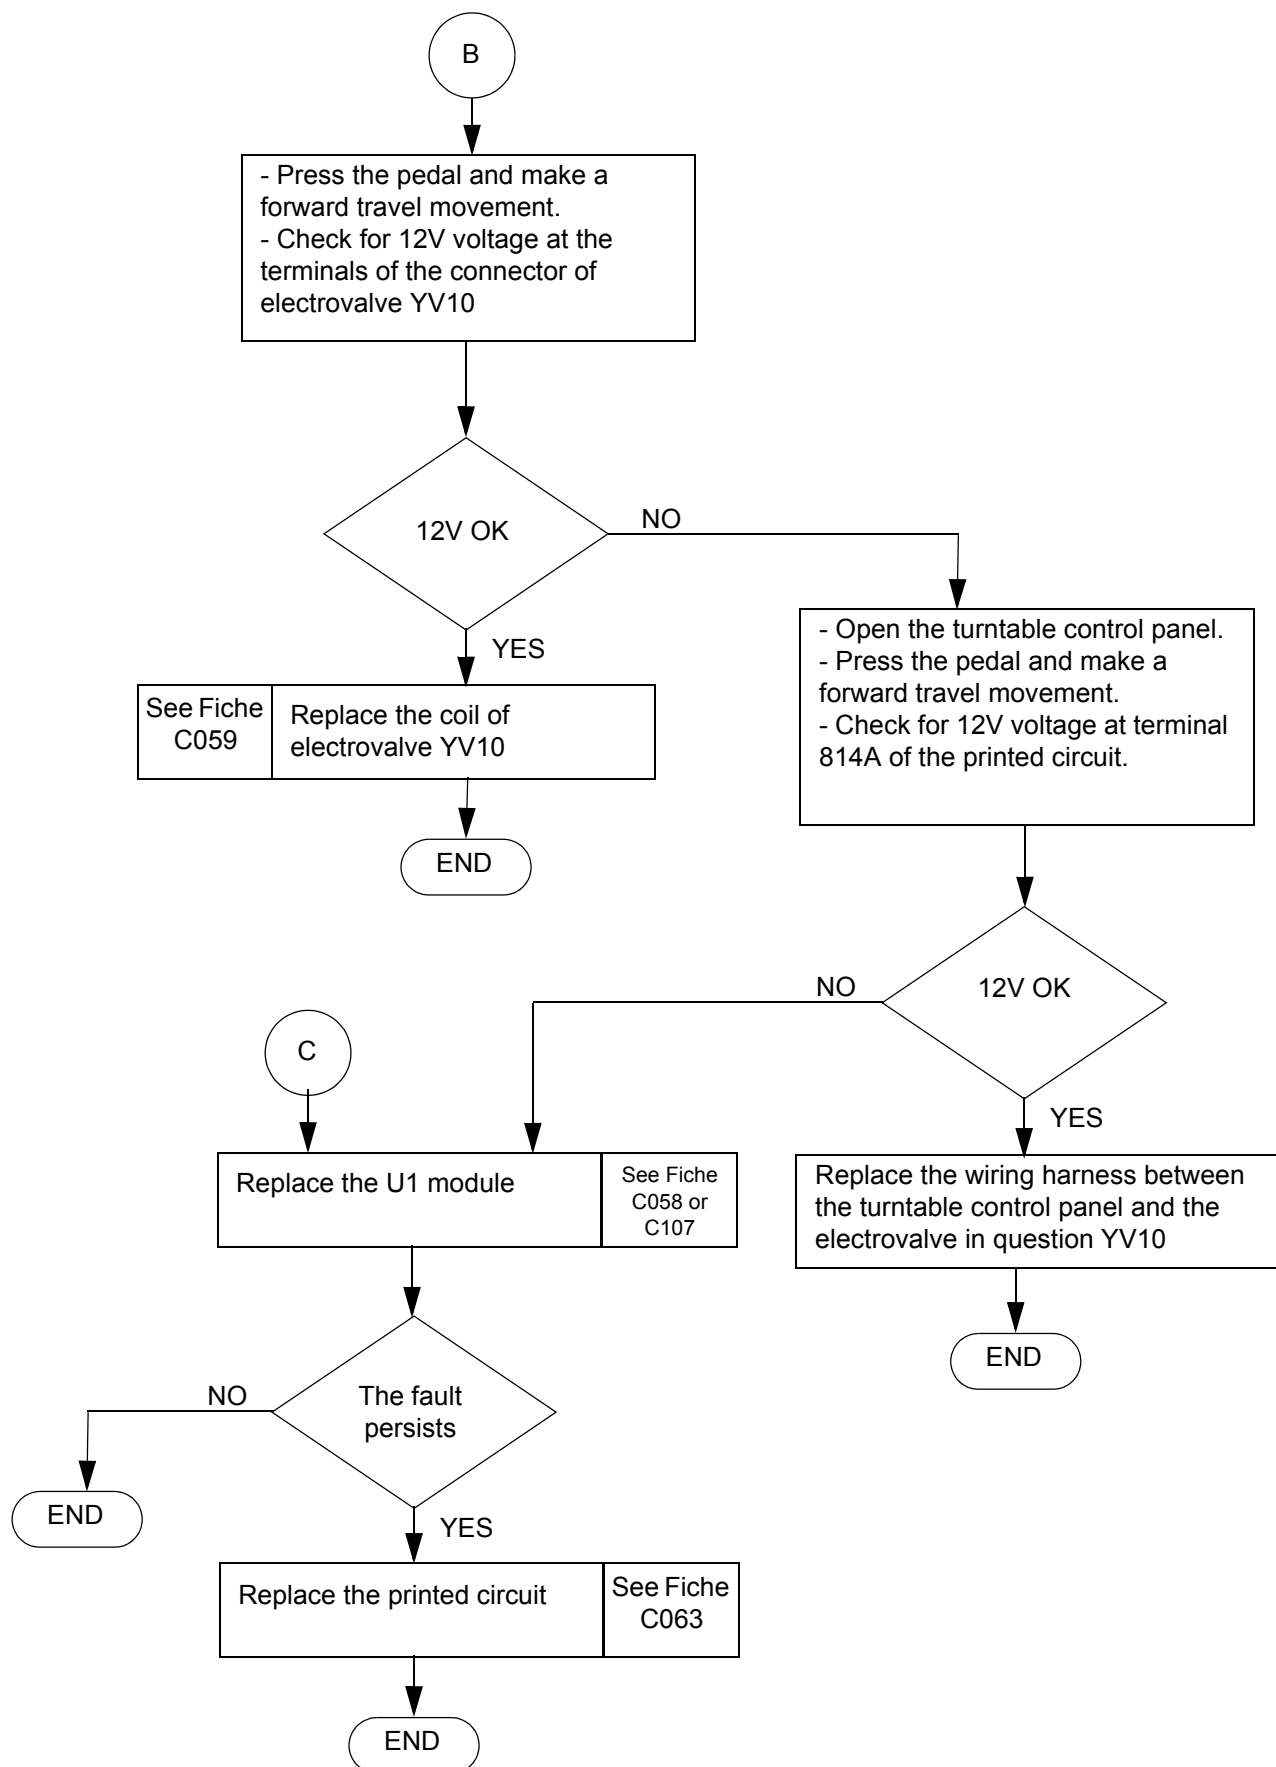 B
- Press the pedal and make a
forward travel movement.
- Check for 12V voltage at the
terminals of the connector of
electrovalve YV10
12V OK
NO
YES
See Fiche
C059
Replace the coil of
electrovalve YV10
END
- Open the turntable control panel.
- Press the pedal and make a
forward travel movement.
- Check for 12V voltage at terminal
814A of the printed circuit.
12V OK
NO
YES
C
Replace the U1 module
See Fiche
C058 or
C107
Replace the wiring harness between
the turntable control panel and the
electrovalve in question YV10
END
The fault
persists
NO
END
YES
Replace the printed circuit
See Fiche
C063
END